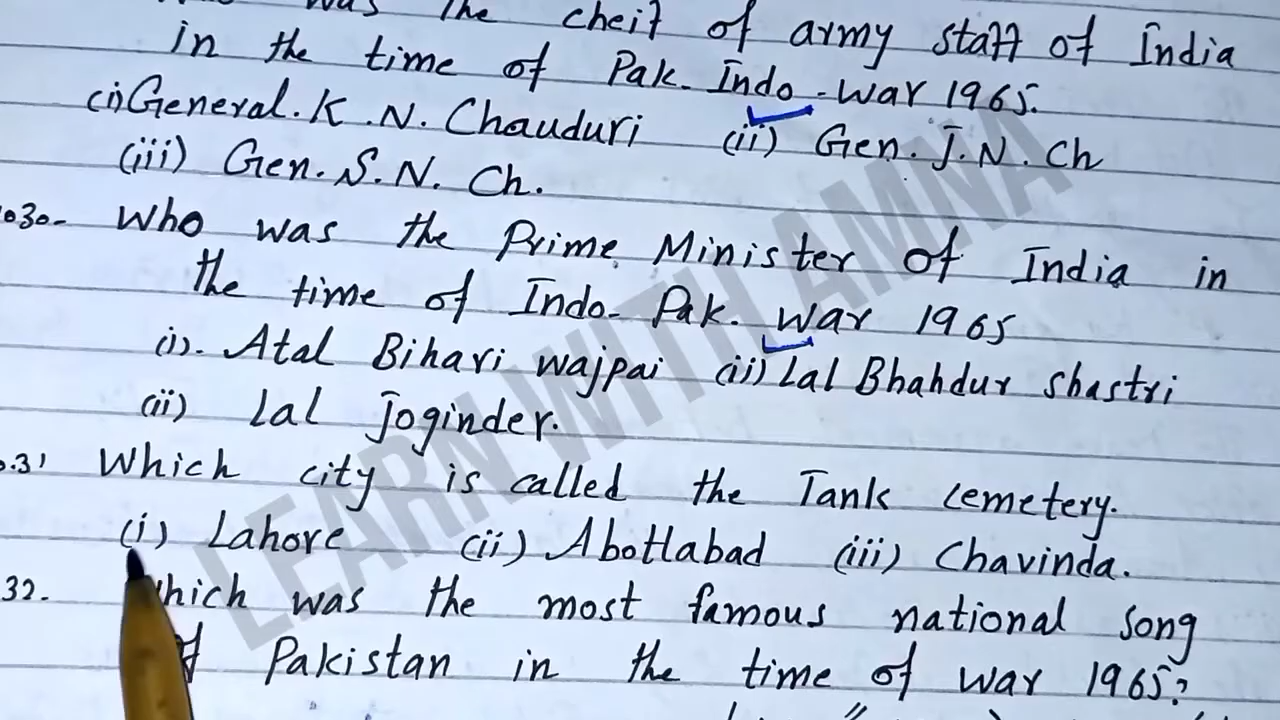 was the cheif of army staff of India
in the time of Pak. Indo - war 1965.
(i) General. K. N. Chauduri (ii) Gen. J. N. Ch
(iii) Gen. S. N. Ch.
30- Who was the Prime Minister of India in
the time of Indo- Pak. War 1965
(i). Atal Bihari wajpai (ii) Lal Bhahdur Shastri
(ii) Lal Joginder.
31 Which city is called the Tank cemetery.
(i) Lahore (ii) Abottabad (iii) Chavinda.
32. which was the most famous national song
of Pakistan in the time of war 1965?
LEARN WITH AMNA